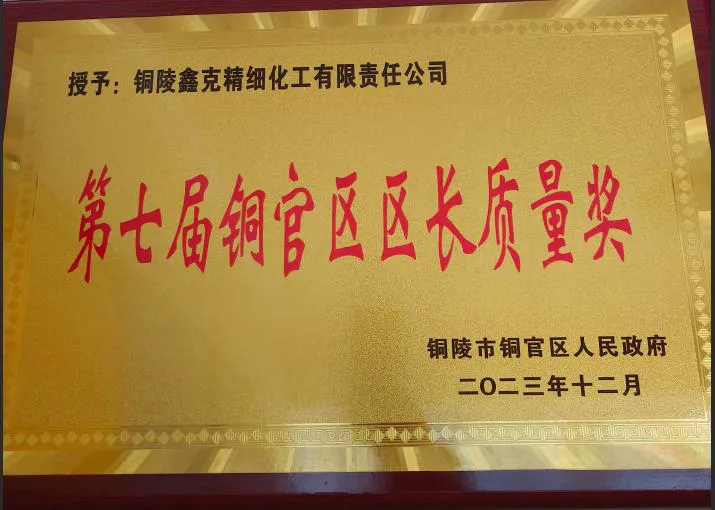 授予：铜陵鑫克精细化工有限责任公司
第七届铜官区区长质量奖
铜陵市铜官区人民政府
二〇二三年十二月